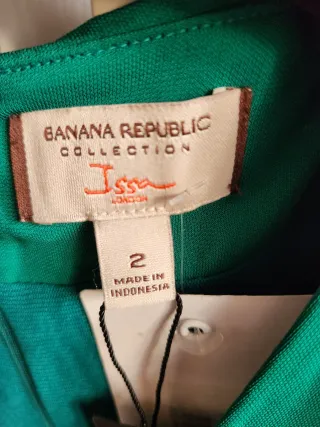 BANANA REPUBLIC
COLLECTION
Issa
LONDON
2
MADE IN
INDONESIA